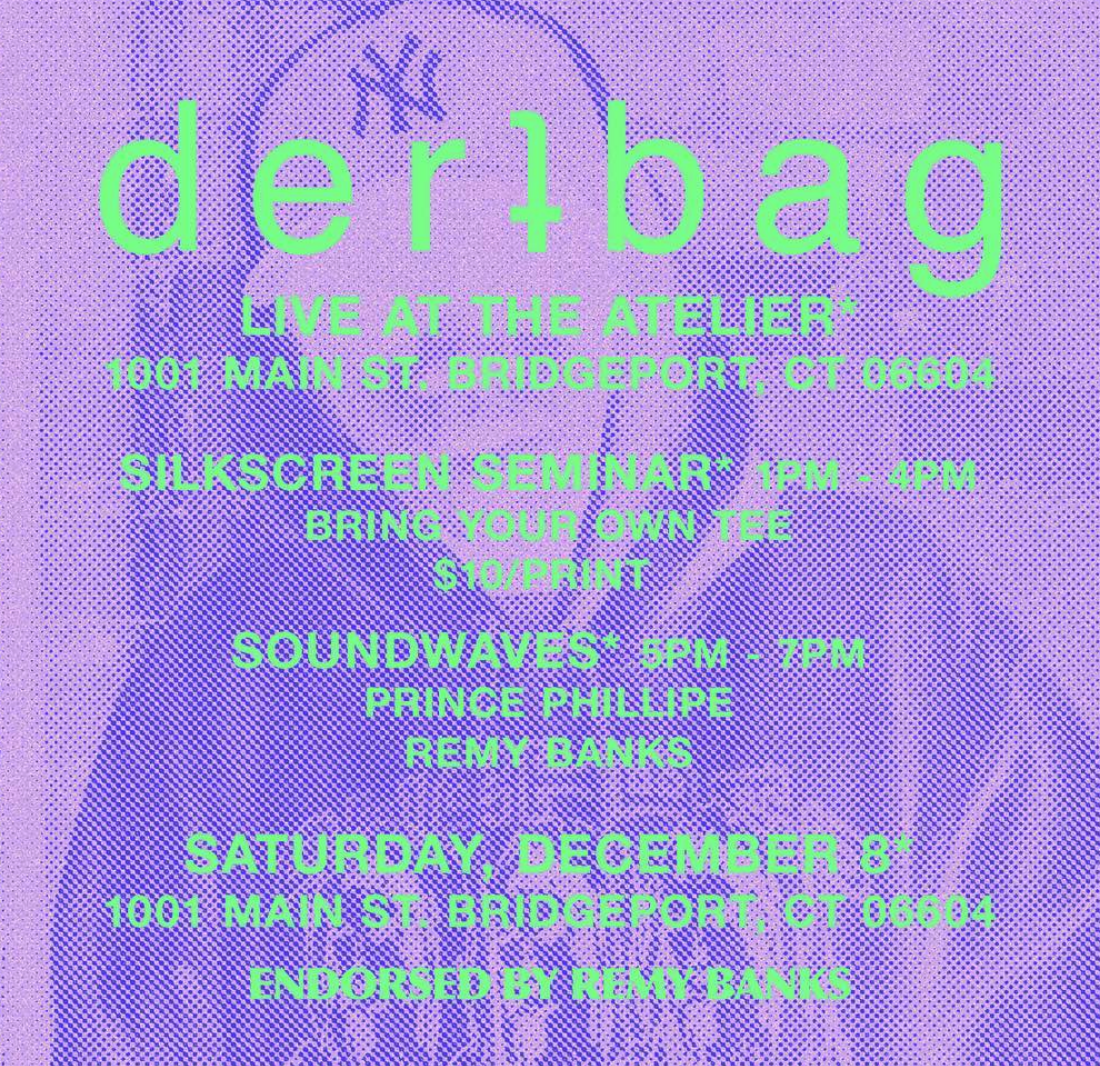 NY
derʇbag
LIVE AT THE ATELIER*
1001 MAIN ST. BRIDGEPORT, CT 06604
SILKSCREEN SEMINAR* 1PM - 4PM
BRING YOUR OWN TEE
$10/PRINT
SOUNDWAVES* 5PM - 7PM
PRINCE PHILLIPE
REMY BANKS
SATURDAY, DECEMBER 8*
1001 MAIN ST. BRIDGEPORT, CT 06604
ENDORSED BY REMY BANKS